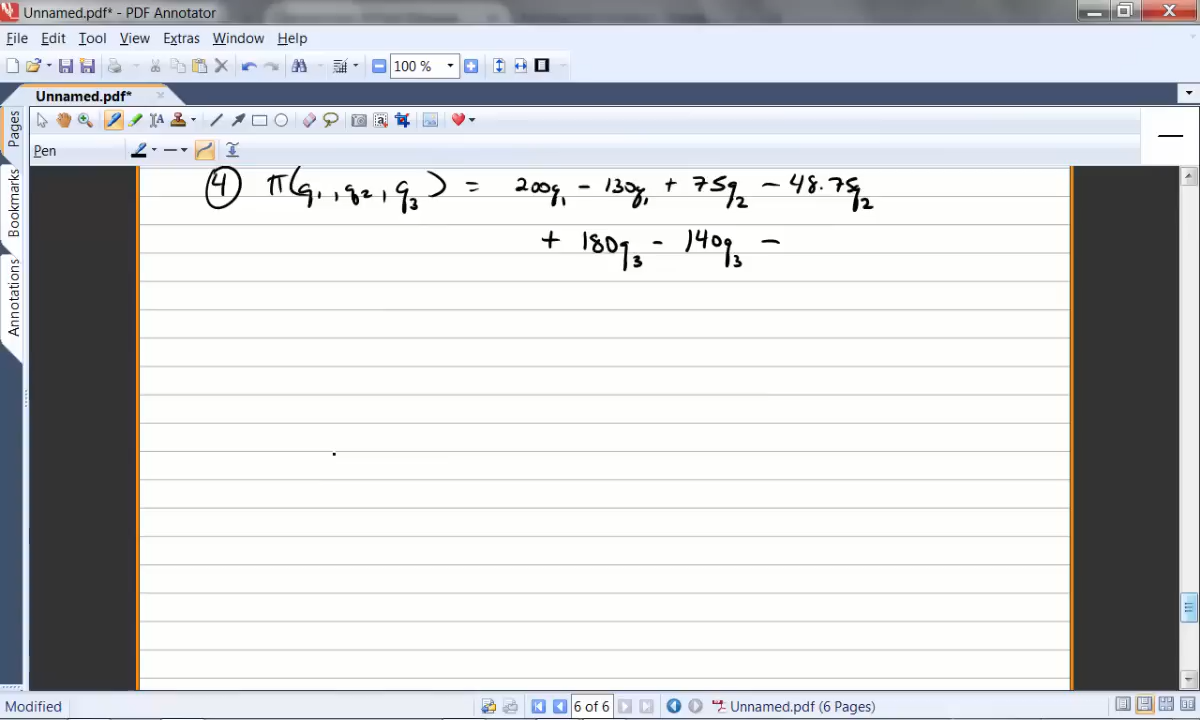 Unnamed.pdf* - PDF Annotator
File Edit Tool View Extras Window Help
100 %
Unnamed.pdf*
Pen
Pages
Bookmarks
Annotations
④ π(q₁, q₂, q₃) = 200q₁ - 130q₁ + 75q₂ - 48.75q₂
+ 180q₃ - 140q₃ -
Modified
6 of 6
Unnamed.pdf (6 Pages)